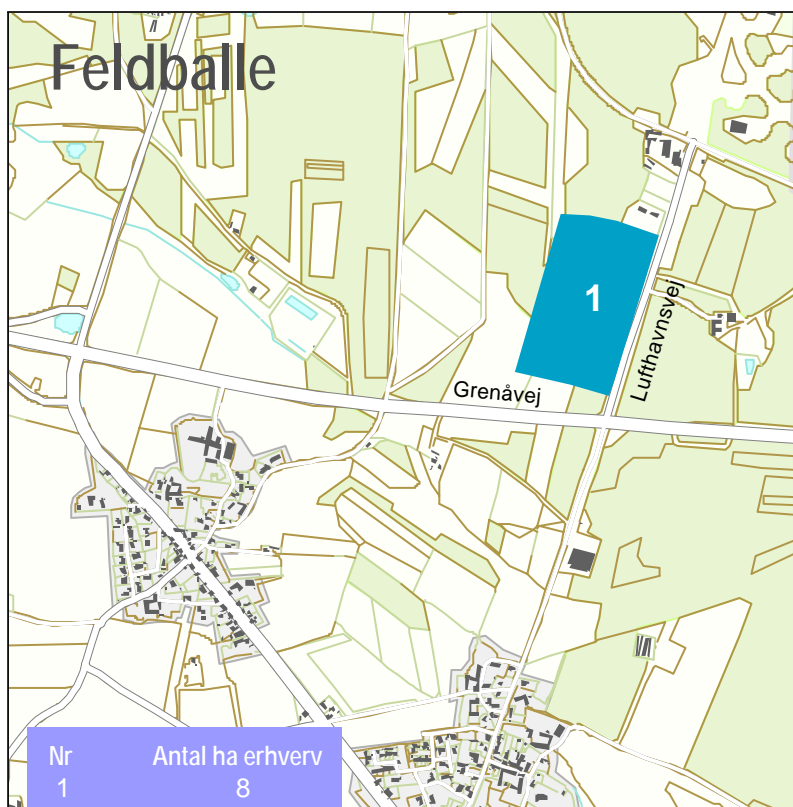 Feldballe
1
Lufthavnsvej
Grenåvej
Nr Antal ha erhverv
1 8